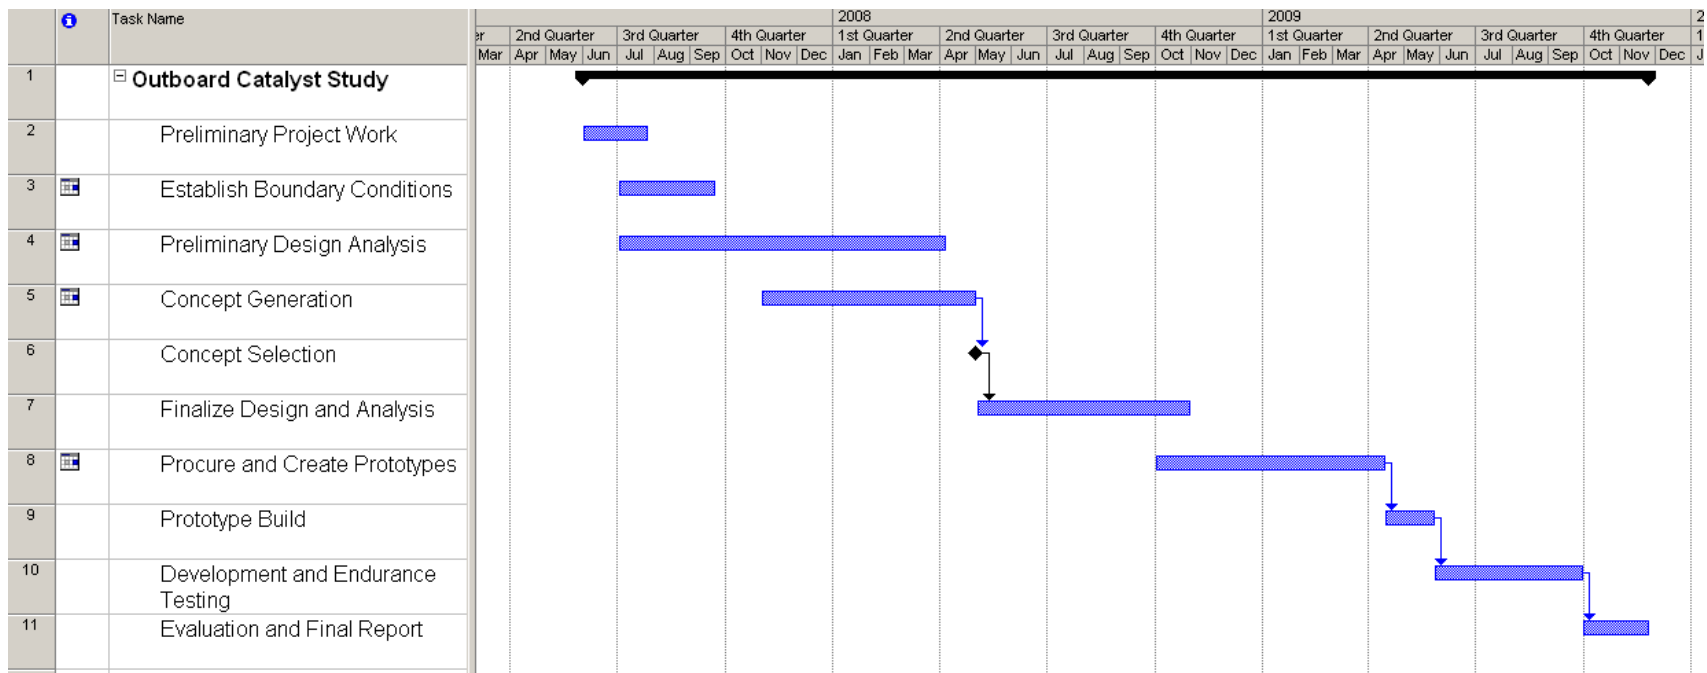 Task Name
2008 2009 2
er 2nd Quarter 3rd Quarter 4th Quarter 1st Quarter 2nd Quarter 3rd Quarter 4th Quarter 1st Quarter 2nd Quarter 3rd Quarter 4th Quarter 1
Mar Apr May Jun Jul Aug Sep Oct Nov Dec Jan Feb Mar Apr May Jun Jul Aug Sep Oct Nov Dec Jan Feb Mar Apr May Jun Jul Aug Sep Oct Nov Dec J
1 Outboard Catalyst Study
2 Preliminary Project Work
3 Establish Boundary Conditions
4 Preliminary Design Analysis
5 Concept Generation
6 Concept Selection
7 Finalize Design and Analysis
8 Procure and Create Prototypes
9 Prototype Build
10 Development and Endurance
Testing
11 Evaluation and Final Report